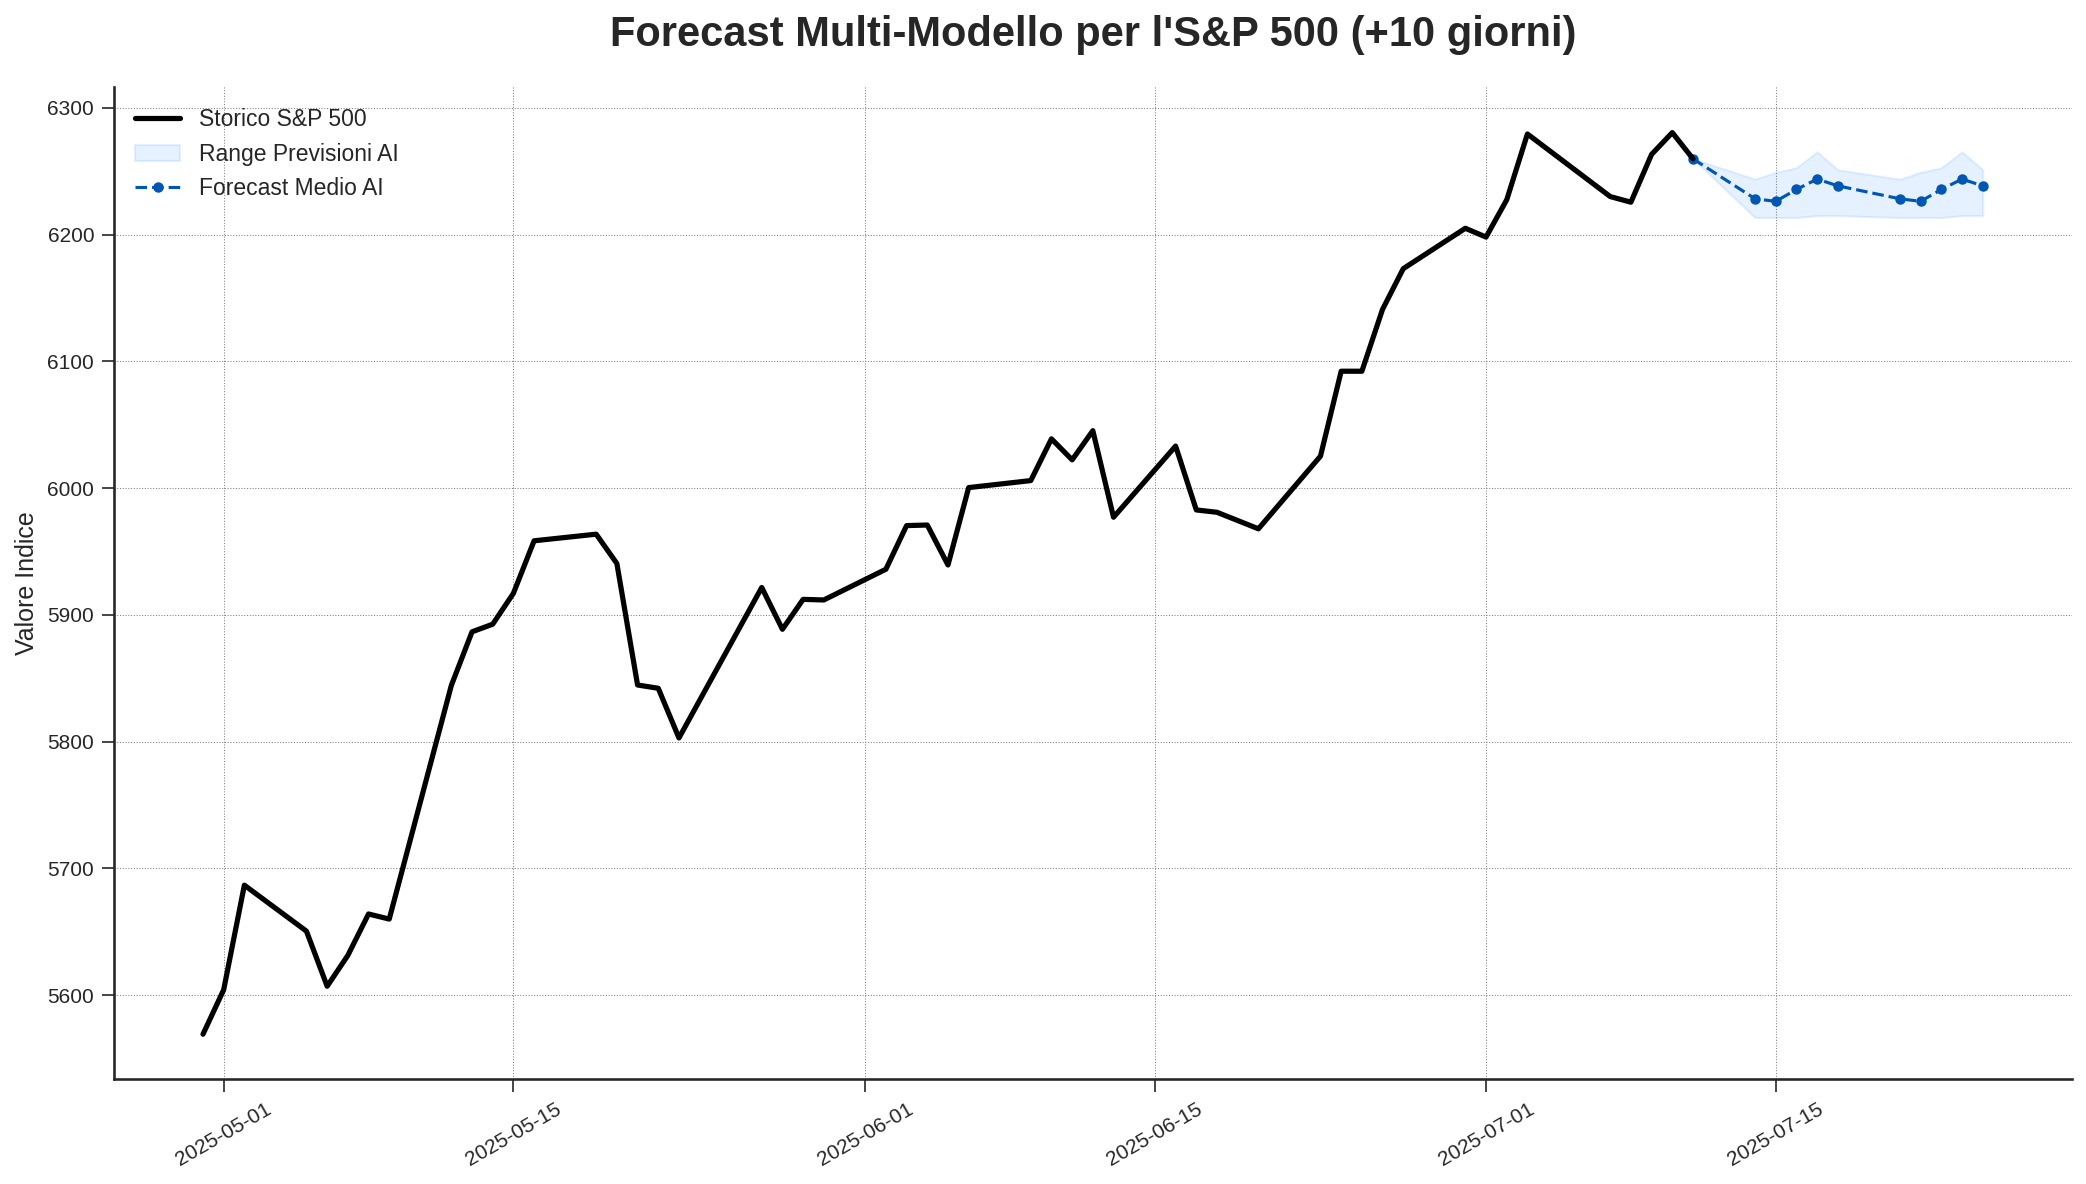 Forecast Multi-Modello per l'S&P 500 (+10 giorni)
Storico S&P 500
Range Previsioni AI
Forecast Medio AI
Valore Indice
6300
6200
6100
6000
5900
5800
5700
5600
2025-05-01
2025-05-15
2025-06-01
2025-06-15
2025-07-01
2025-07-15